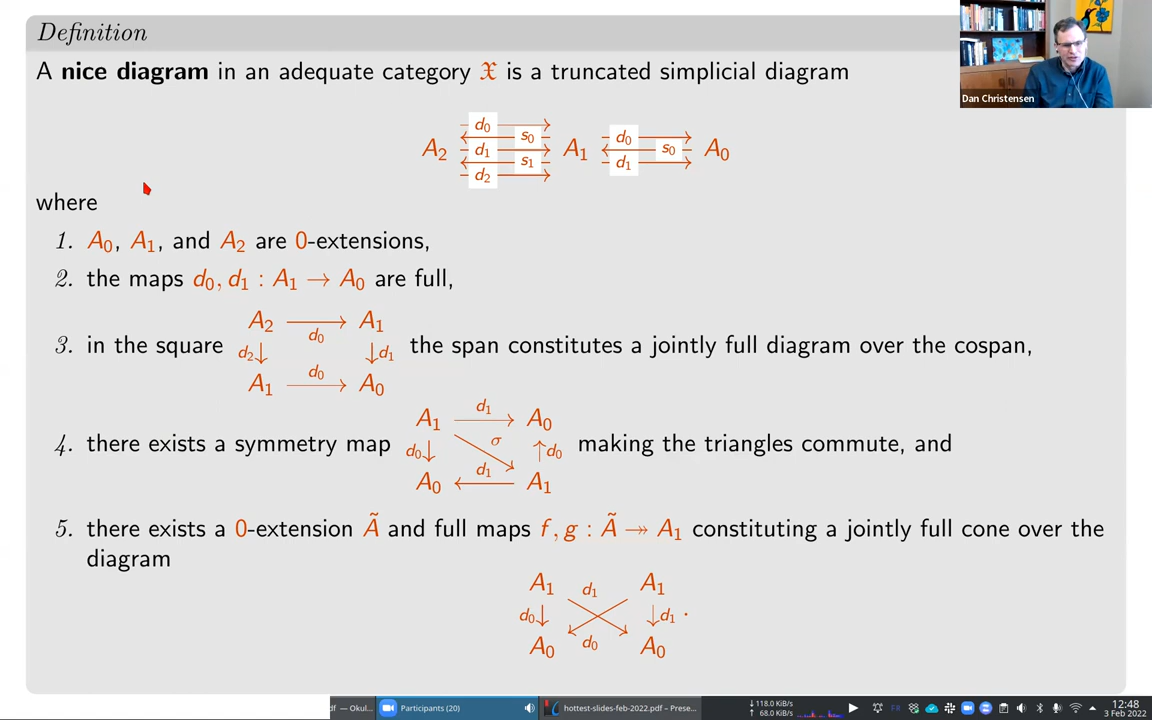 Definition
A nice diagram in an adequate category 𝔛 is a truncated simplicial diagram
d₀
s₀
A₂ d₁ A₁ d₀ s₀ A₀
s₁ d₁
d₂
where
1. A₀, A₁, and A₂ are 0-extensions,
2. the maps d₀, d₁ : A₁ → A₀ are full,
A₂ → A₁
d₀
3. in the square d₂↓ ↓d₁ the span constitutes a jointly full diagram over the cospan,
d₀
A₁ → A₀
d₁
A₁ → A₀
4. there exists a symmetry map d₀↓ σ ↑d₀ making the triangles commute, and
d₁
A₀ ← A₁
5. there exists a 0-extension Ã and full maps f, g : Ã ↠ A₁ constituting a jointly full cone over the
diagram
A₁ d₁ A₁
d₀↓ ↓d₁ .
A₀ d₀ A₀
Dan Christensen
df — Okul...
Participants (20)
hottest-slides-feb-2022.pdf – Prese...
↓118.0 KiB/s
↑ 68.0 KiB/s
12:48
3 Feb 2022